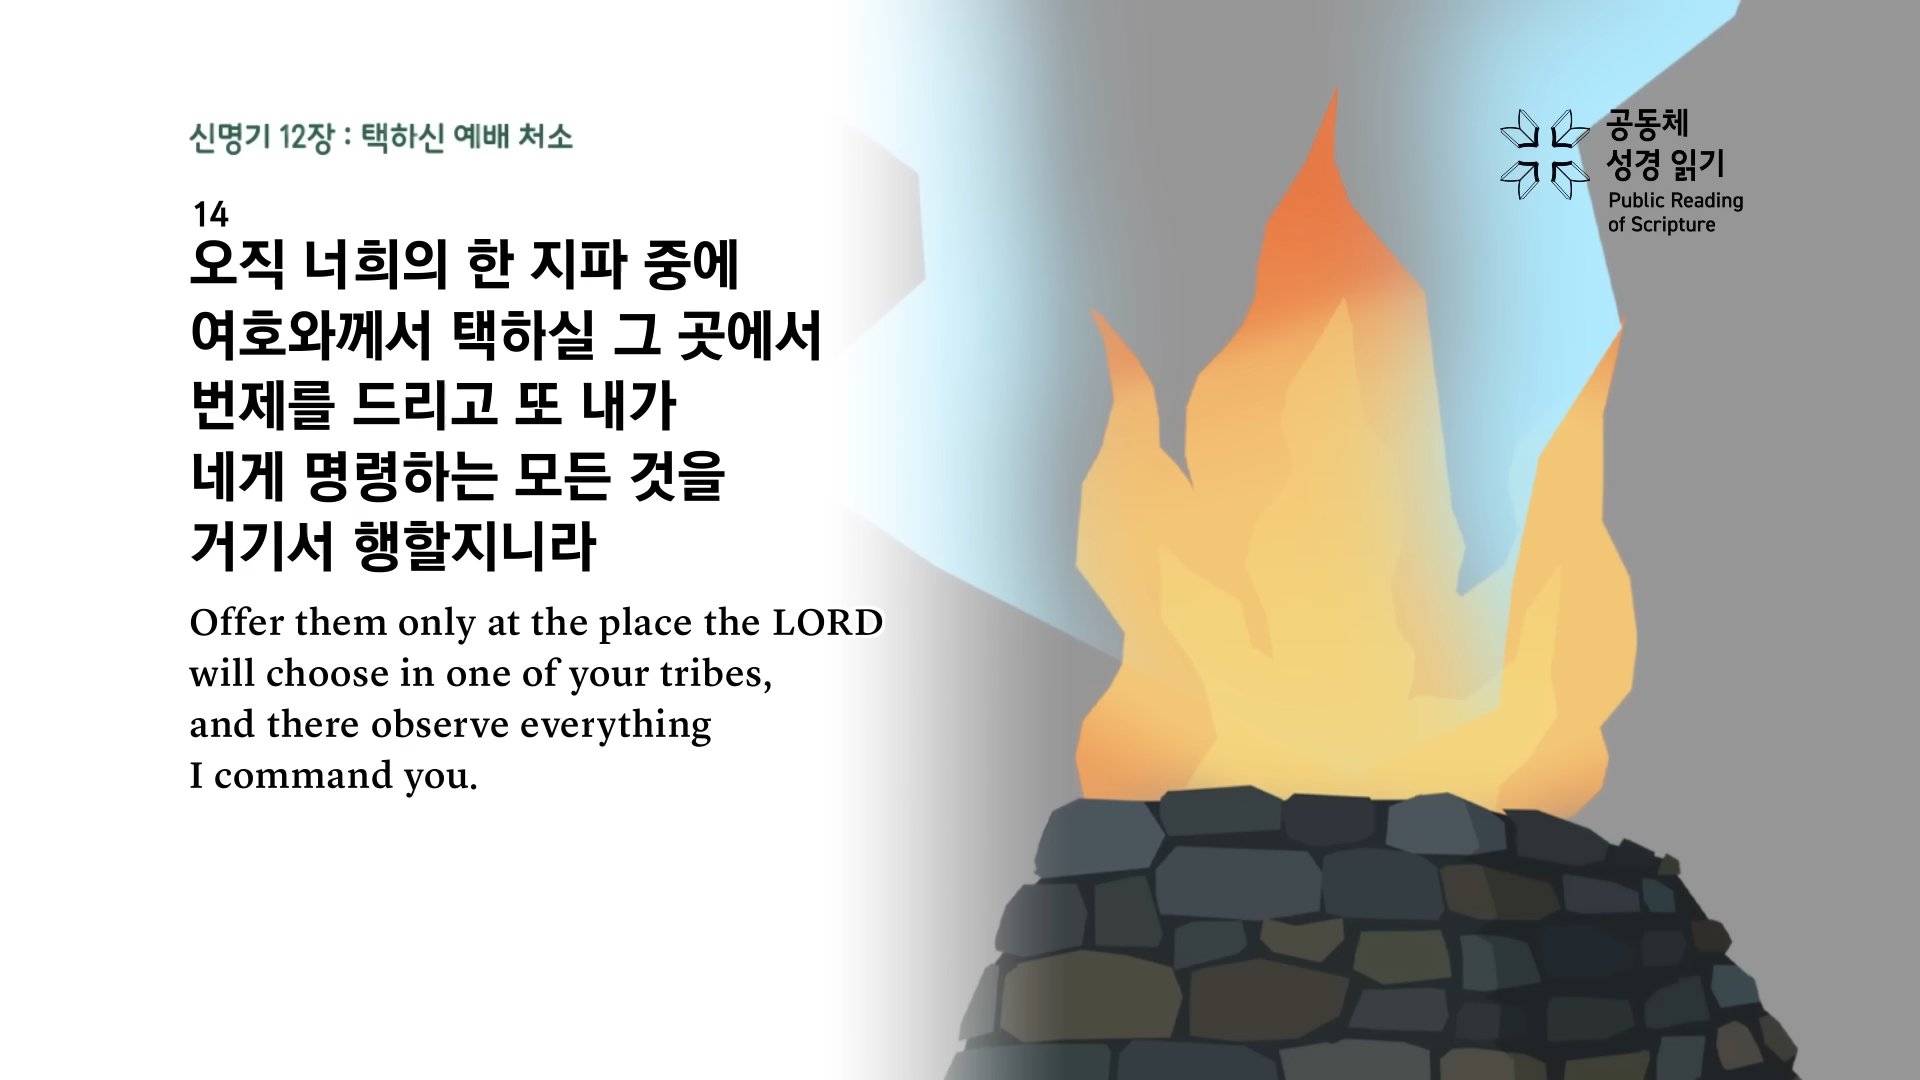 신명기 12장 : 택하신 예배 처소
14
오직 너희의 한 지파 중에
여호와께서 택하실 그 곳에서
번제를 드리고 또 내가
네게 명령하는 모든 것을
거기서 행할지니라
Offer them only at the place the LORD
will choose in one of your tribes,
and there observe everything
I command you.
공동체
성경 읽기
Public Reading
of Scripture